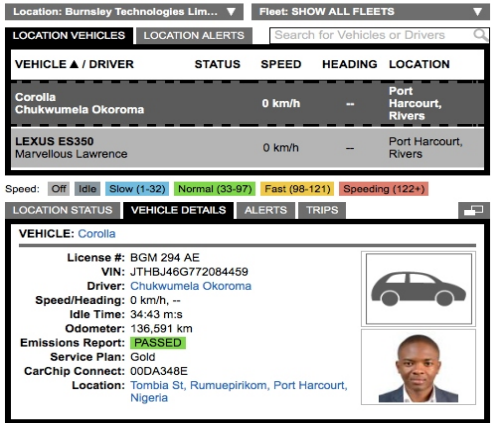 Location: Burnsley Technologies Lim... ▼ Fleet: SHOW ALL FLEETS ▼
LOCATION VEHICLES LOCATION ALERTS Search for Vehicles or Drivers
VEHICLE ▲ / DRIVER STATUS SPEED HEADING LOCATION
Corolla
Chukwumela Okoroma
0 km/h -- Port
Harcourt,
Rivers
LEXUS ES350
Marvellous Lawrence
0 km/h -- Port Harcourt,
Rivers
Speed: Off Idle Slow (1-32) Normal (33-97) Fast (98-121) Speeding (122+)
LOCATION STATUS VEHICLE DETAILS ALERTS TRIPS
VEHICLE: Corolla
License #: BGM 294 AE
VIN: JTHBJ46G772084459
Driver: Chukwumela Okoroma
Speed/Heading: 0 km/h, --
Idle Time: 34:43 m:s
Odometer: 136,591 km
Emissions Report: PASSED
Service Plan: Gold
CarChip Connect: 00DA348E
Location: Tombia St, Rumuepirikom, Port Harcourt,
Nigeria